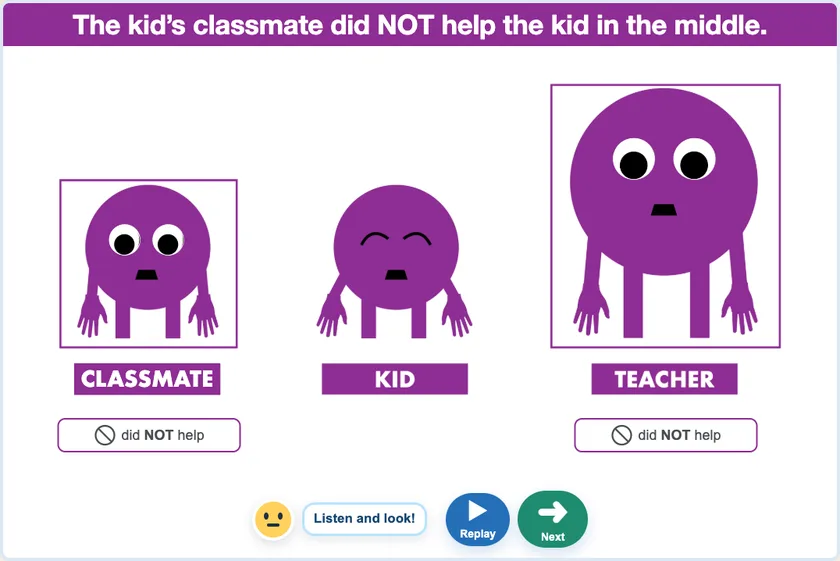 The kid’s classmate did NOT help the kid in the middle.
CLASSMATE
KID
TEACHER
did NOT help
did NOT help
Listen and look!
Replay
Next